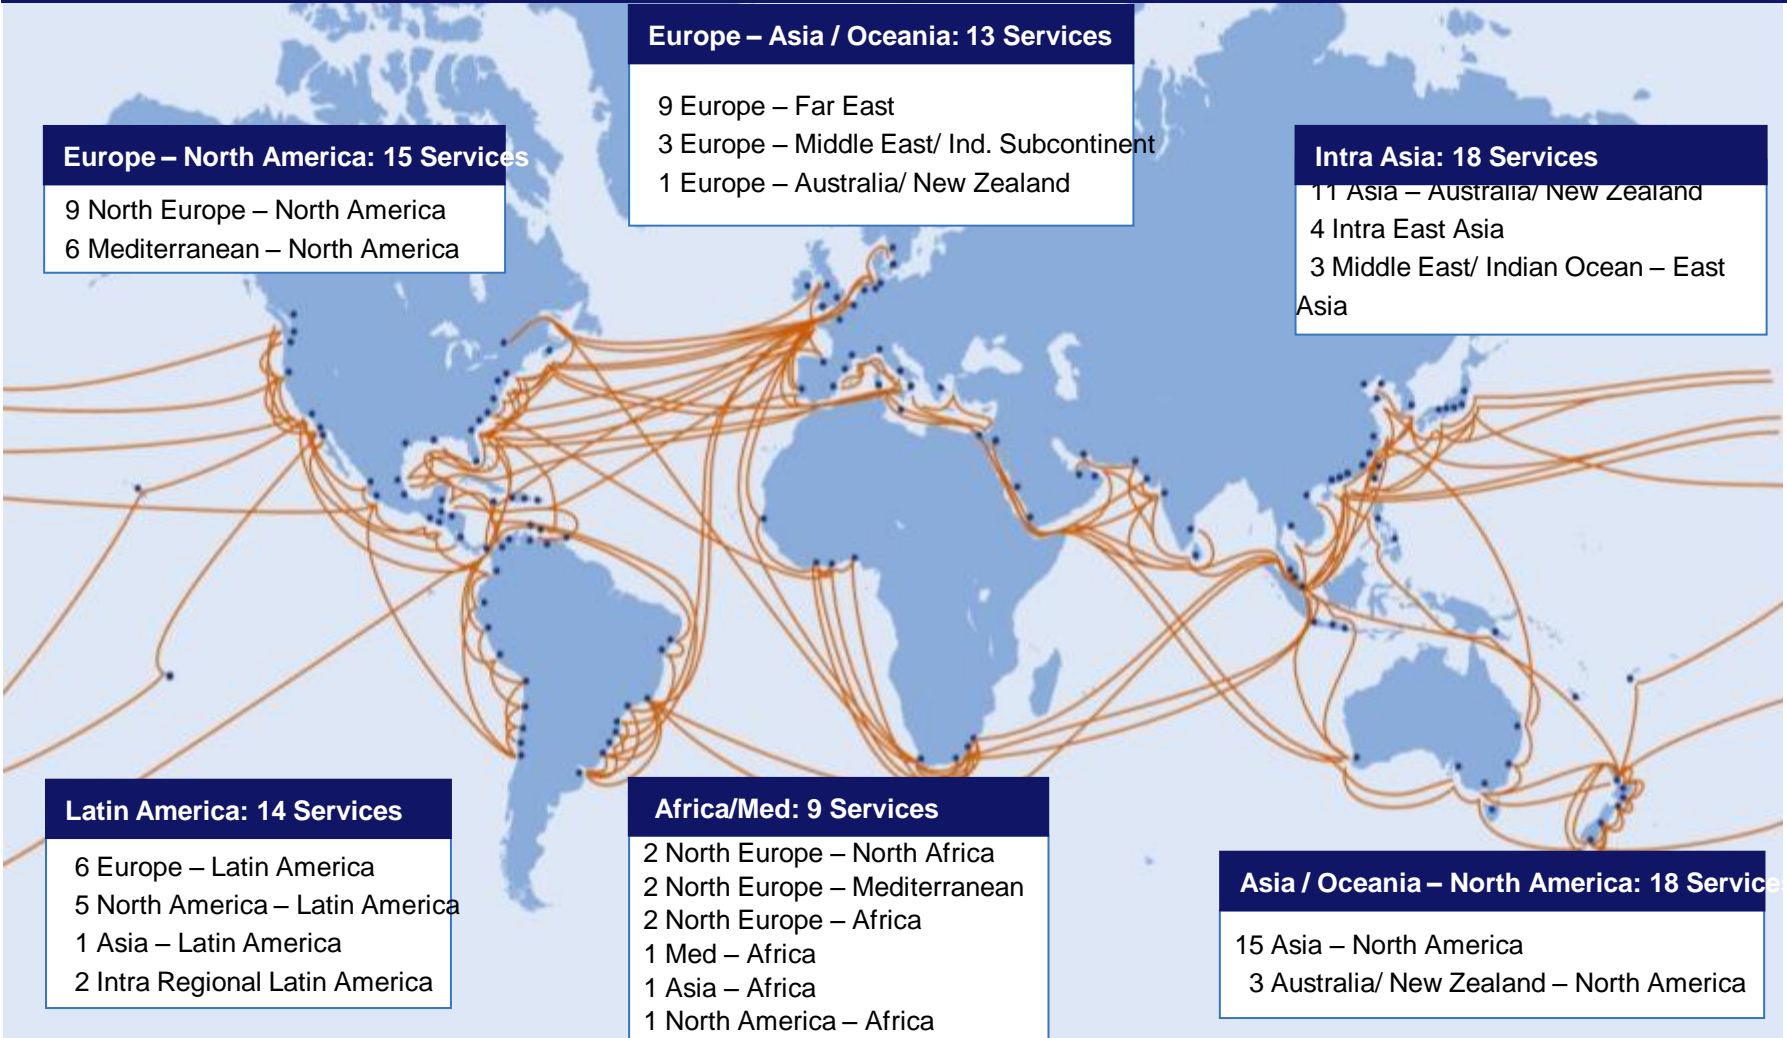 Europe – Asia / Oceania: 13 Services
9 Europe – Far East
3 Europe – Middle East/ Ind. Subcontinent
1 Europe – Australia/ New Zealand
Europe – North America: 15 Services
9 North Europe – North America
6 Mediterranean – North America
Intra Asia: 18 Services
11 Asia – Australia/ New Zealand
4 Intra East Asia
3 Middle East/ Indian Ocean – East
Asia
Latin America: 14 Services
6 Europe – Latin America
5 North America – Latin America
1 Asia – Latin America
2 Intra Regional Latin America
Africa/Med: 9 Services
2 North Europe – North Africa
2 North Europe – Mediterranean
2 North Europe – Africa
1 Med – Africa
1 Asia – Africa
1 North America – Africa
Asia / Oceania – North America: 18 Services
15 Asia – North America
3 Australia/ New Zealand – North America